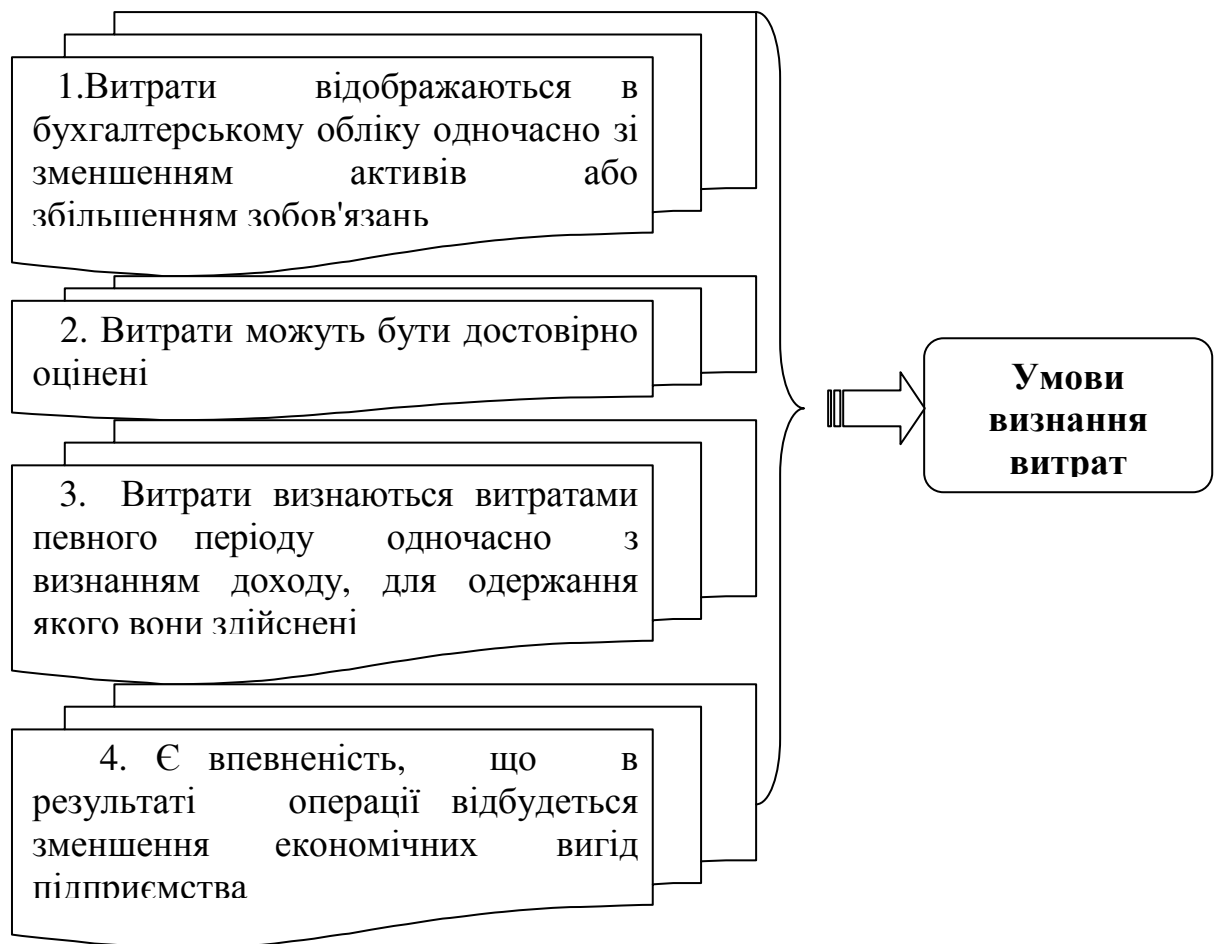 1.Витрати відображаються в
бухгалтерському обліку одночасно зі
зменшенням активів або
збільшенням зобов'язань
2. Витрати можуть бути достовірно
оцінені
3. Витрати визнаються витратами
певного періоду одночасно з
визнанням доходу, для одержання
якого вони здійснені
4. Є впевненість, що в
результаті операції відбудеться
зменшення економічних вигід
підприємства
Умови
визнання
витрат